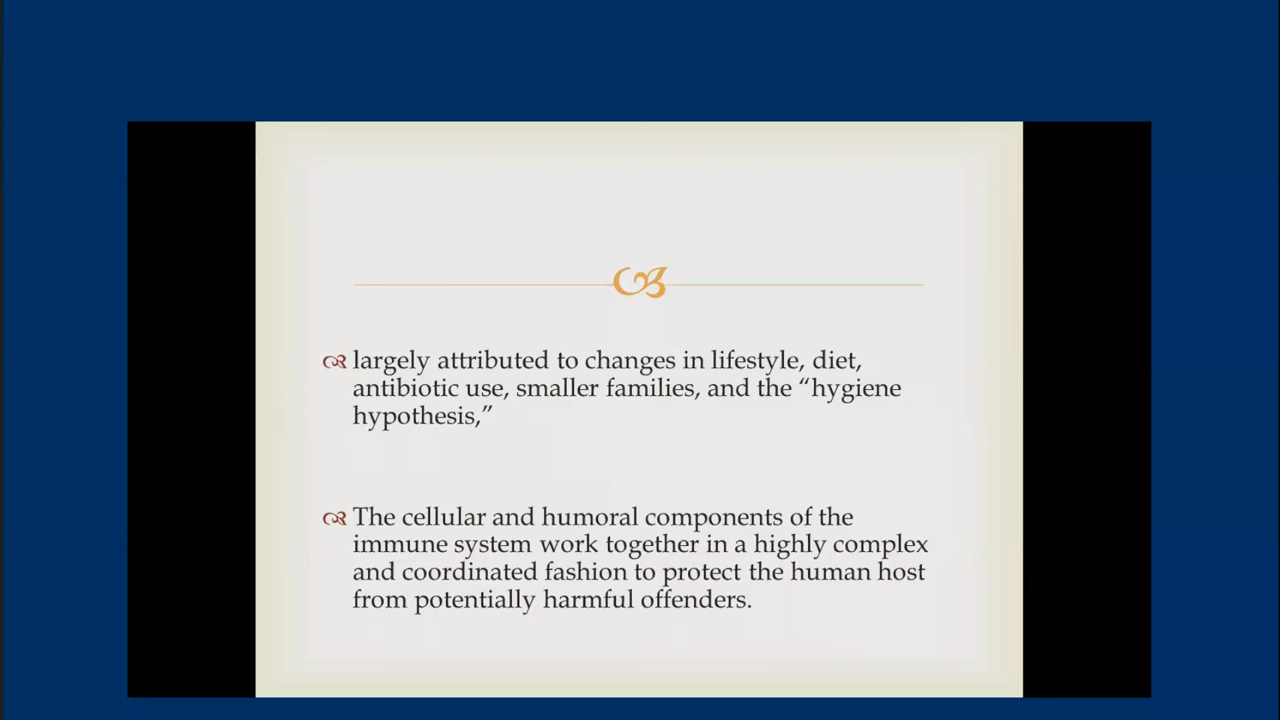 largely attributed to changes in lifestyle, diet,
antibiotic use, smaller families, and the “hygiene
hypothesis,”
The cellular and humoral components of the
immune system work together in a highly complex
and coordinated fashion to protect the human host
from potentially harmful offenders.